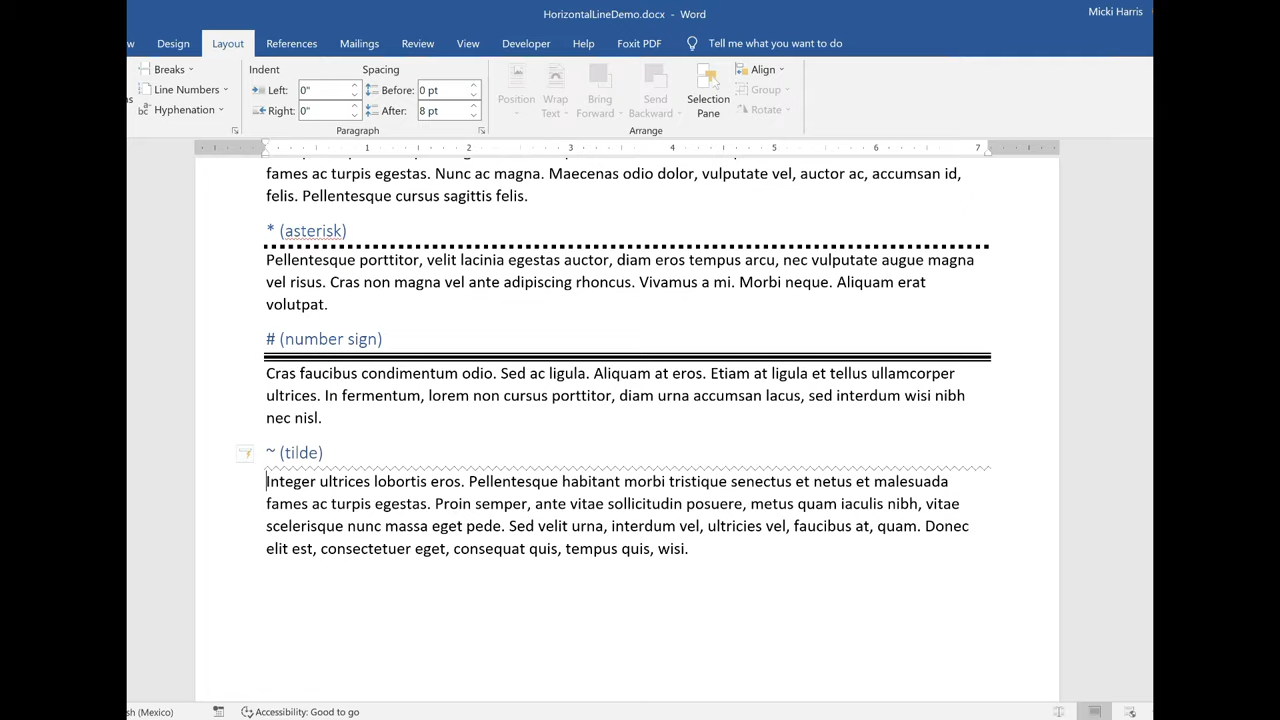 HorizontalLineDemo.docx - Word
Micki Harris
w Design Layout References Mailings Review View Developer Help Foxit PDF Tell me what you want to do
Breaks Indent Spacing Align
Line Numbers Left: 0" Before: 0 pt Position Wrap Text Bring Forward Send Backward Selection Pane Group
Hyphenation Right: 0" After: 8 pt Rotate
Paragraph Arrange
1 2 3 4 5 6 7
fames ac turpis egestas. Nunc ac magna. Maecenas odio dolor, vulputate vel, auctor ac, accumsan id,
felis. Pellentesque cursus sagittis felis.
* (asterisk)
Pellentesque porttitor, velit lacinia egestas auctor, diam eros tempus arcu, nec vulputate augue magna
vel risus. Cras non magna vel ante adipiscing rhoncus. Vivamus a mi. Morbi neque. Aliquam erat
volutpat.
# (number sign)
Cras faucibus condimentum odio. Sed ac ligula. Aliquam at eros. Etiam at ligula et tellus ullamcorper
ultrices. In fermentum, lorem non cursus porttitor, diam urna accumsan lacus, sed interdum wisi nibh
nec nisl.
~ (tilde)
Integer ultrices lobortis eros. Pellentesque habitant morbi tristique senectus et netus et malesuada
fames ac turpis egestas. Proin semper, ante vitae sollicitudin posuere, metus quam iaculis nibh, vitae
scelerisque nunc massa eget pede. Sed velit urna, interdum vel, ultricies vel, faucibus at, quam. Donec
elit est, consectetuer eget, consequat quis, tempus quis, wisi.
sh (Mexico) Accessibility: Good to go